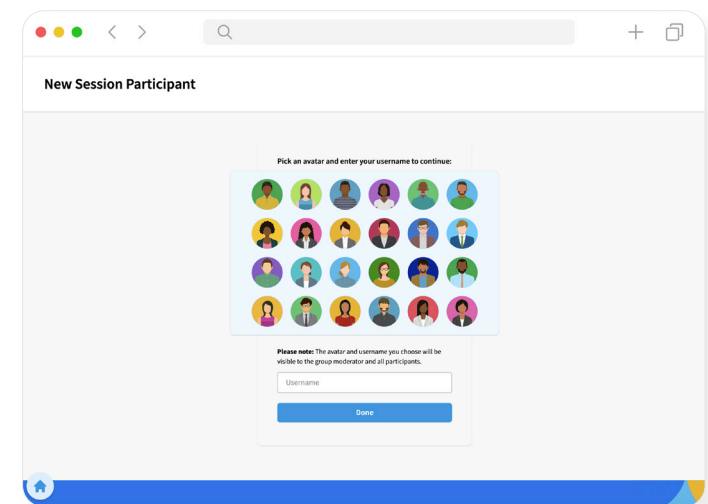 New Session Participant
Pick an avatar and enter your username to continue:
Please note: The avatar and username you choose will be
visible to the group moderator and all participants.
Username
Done